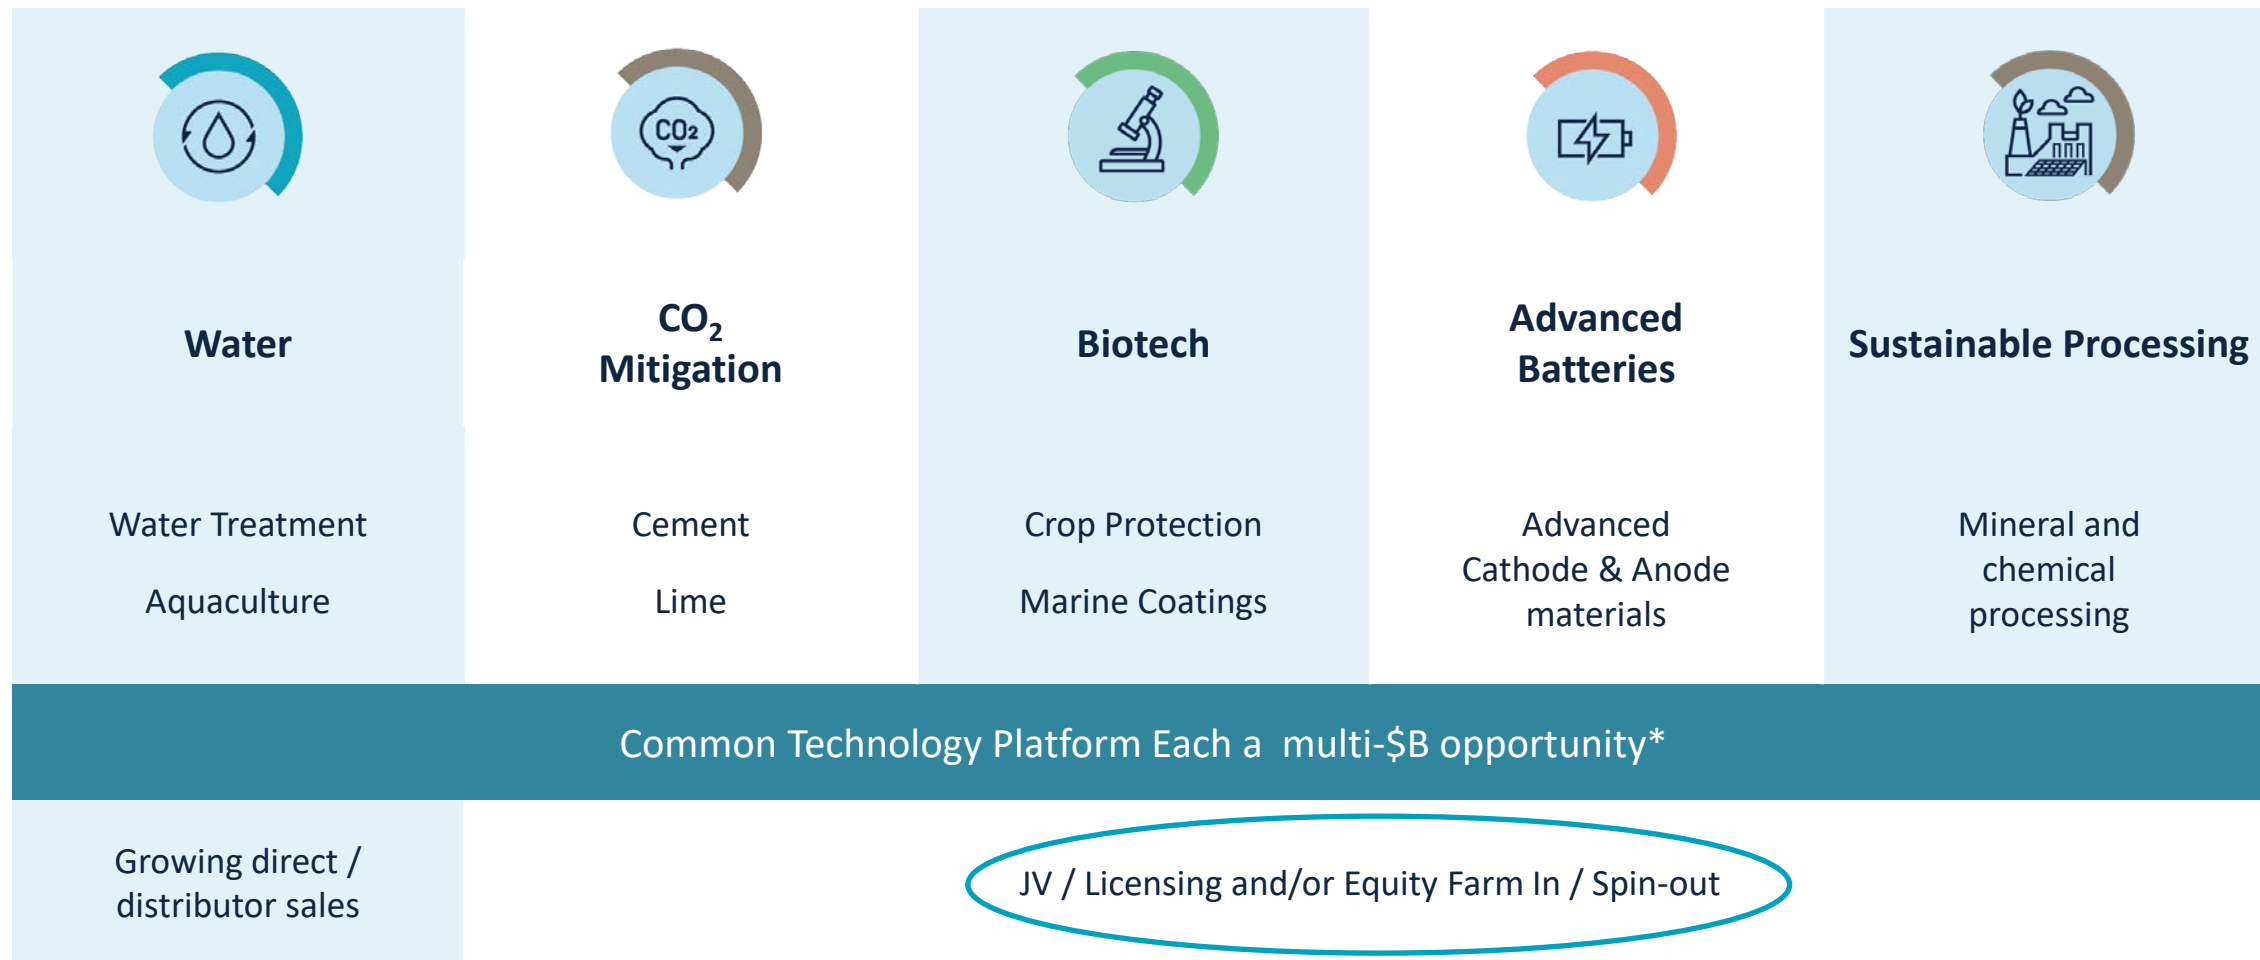 CO2
Water
CO2
Mitigation
Biotech
Advanced
Batteries
Sustainable Processing
Water Treatment
Aquaculture
Cement
Lime
Crop Protection
Marine Coatings
Advanced
Cathode & Anode
materials
Mineral and
chemical
processing
Common Technology Platform Each a  multi-$B opportunity*
Growing direct /
distributor sales
JV / Licensing and/or Equity Farm In / Spin-out